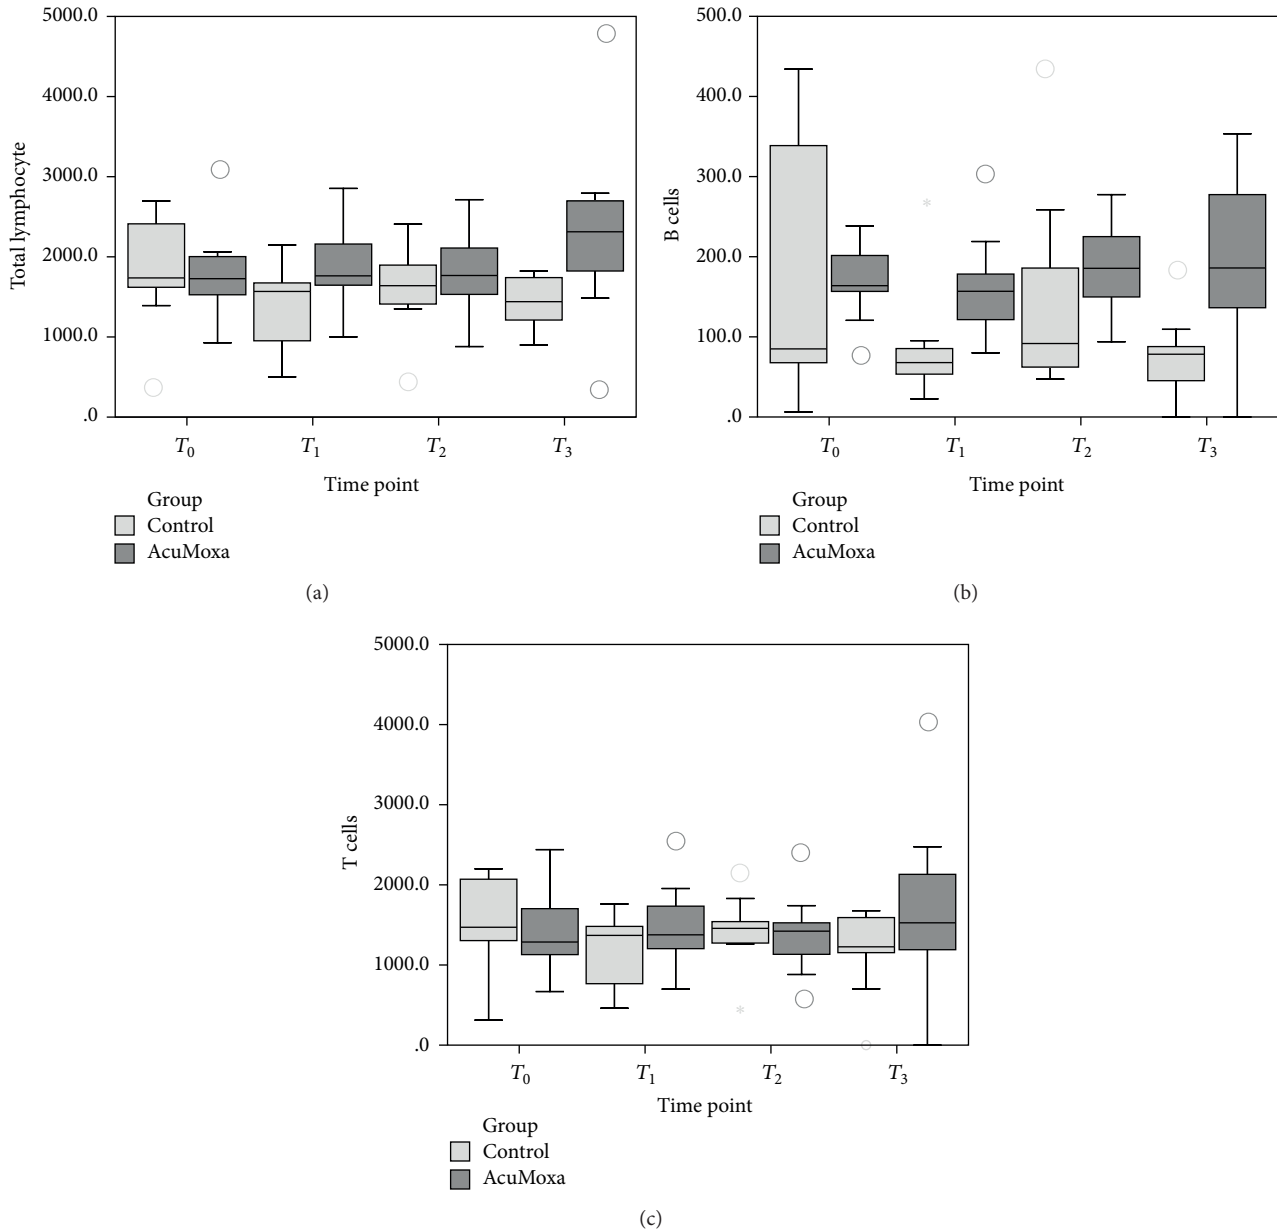 5000.0
4000.0
3000.0
2000.0
1000.0
.0
Total lymphocyte
T0 T1 T2 T3
Time point
Group
Control
AcuMoxa
(a)
500.0
400.0
300.0
200.0
100.0
.0
B cells
*
T0 T1 T2 T3
Time point
Group
Control
AcuMoxa
(b)
5000.0
4000.0
3000.0
2000.0
1000.0
.0
T cells
*
T0 T1 T2 T3
Time point
Group
Control
AcuMoxa
(c)